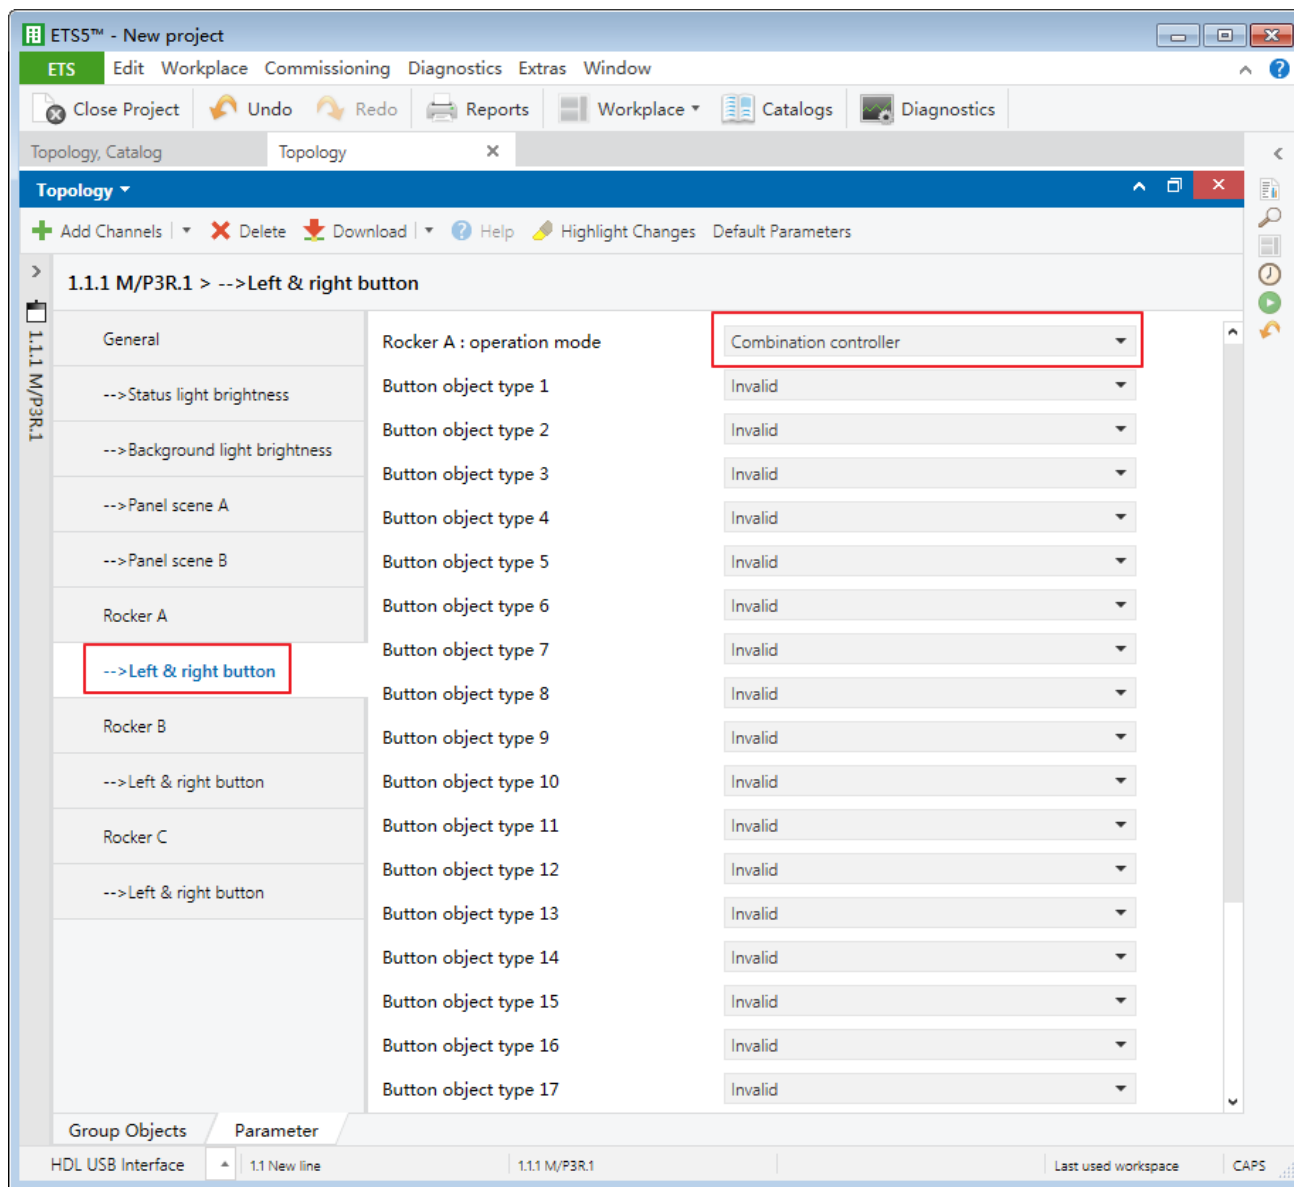 ETS5™ - New project
ETS Edit Workplace Commissioning Diagnostics Extras Window
Close Project Undo Redo Reports Workplace Catalogs Diagnostics
Topology, Catalog Topology
Topology
Add Channels Delete Download Help Highlight Changes Default Parameters
1.1.1 M/P3R.1 > -->Left & right button
1.1.1 M/P3R.1
General
-->Status light brightness
-->Background light brightness
-->Panel scene A
-->Panel scene B
Rocker A
-->Left & right button
Rocker B
-->Left & right button
Rocker C
-->Left & right button
Rocker A : operation mode Combination controller
Button object type 1 Invalid
Button object type 2 Invalid
Button object type 3 Invalid
Button object type 4 Invalid
Button object type 5 Invalid
Button object type 6 Invalid
Button object type 7 Invalid
Button object type 8 Invalid
Button object type 9 Invalid
Button object type 10 Invalid
Button object type 11 Invalid
Button object type 12 Invalid
Button object type 13 Invalid
Button object type 14 Invalid
Button object type 15 Invalid
Button object type 16 Invalid
Button object type 17 Invalid
Group Objects Parameter
HDL USB Interface 1.1 New line 1.1.1 M/P3R.1 Last used workspace CAPS